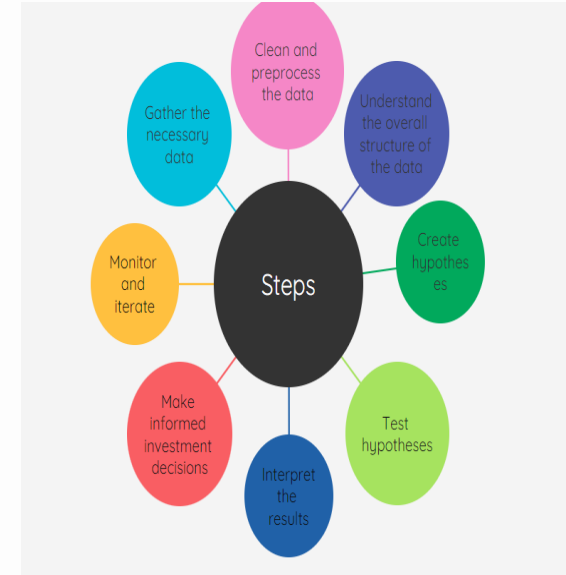 Clean and
preprocess
the data
Understand
the overall
structure of
the data
Create
hypothes
es
Test
hypotheses
Interpret
the
results
Make
informed
investment
decisions
Monitor
and
iterate
Gather the
necessary
data
Steps